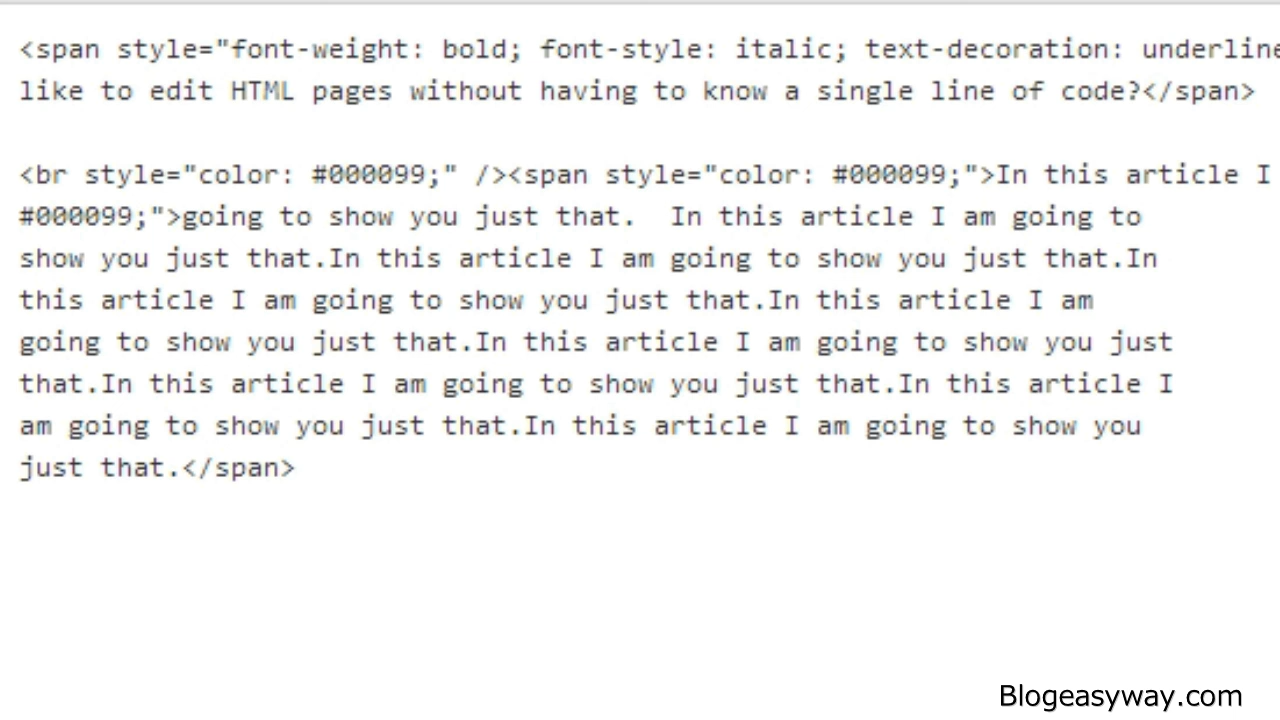 <span style="font-weight: bold; font-style: italic; text-decoration: underline
like to edit HTML pages without having to know a single line of code?</span>
<br style="color: #000099;" /><span style="color: #000099;">In this article I
#000099;">going to show you just that.  In this article I am going to
show you just that.In this article I am going to show you just that.In
this article I am going to show you just that.In this article I am
going to show you just that.In this article I am going to show you just
that.In this article I am going to show you just that.In this article I
am going to show you just that.In this article I am going to show you
just that.</span>
Blogeasyway.com